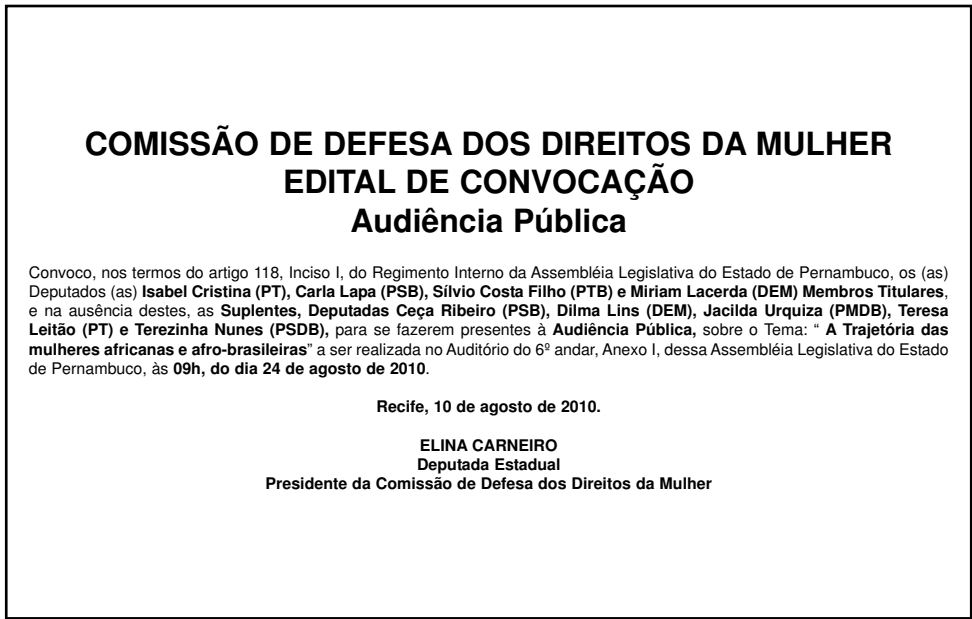 COMISSÃO DE DEFESA DOS DIREITOS DA MULHER
EDITAL DE CONVOCAÇÃO
Audiência Pública
Convoco, nos termos do artigo 118, Inciso I, do Regimento Interno da Assembléia Legislativa do Estado de Pernambuco, os (as)
Deputados (as) Isabel Cristina (PT), Carla Lapa (PSB), Sílvio Costa Filho (PTB) e Miriam Lacerda (DEM) Membros Titulares,
e na ausência destes, as Suplentes, Deputadas Ceça Ribeiro (PSB), Dilma Lins (DEM), Jacilda Urquiza (PMDB), Teresa
Leitão (PT) e Terezinha Nunes (PSDB), para se fazerem presentes à Audiência Pública, sobre o Tema: “ A Trajetória das
mulheres africanas e afro-brasileiras” a ser realizada no Auditório do 6º andar, Anexo I, dessa Assembléia Legislativa do Estado
de Pernambuco, às 09h, do dia 24 de agosto de 2010.
Recife, 10 de agosto de 2010.
ELINA CARNEIRO
Deputada Estadual
Presidente da Comissão de Defesa dos Direitos da Mulher